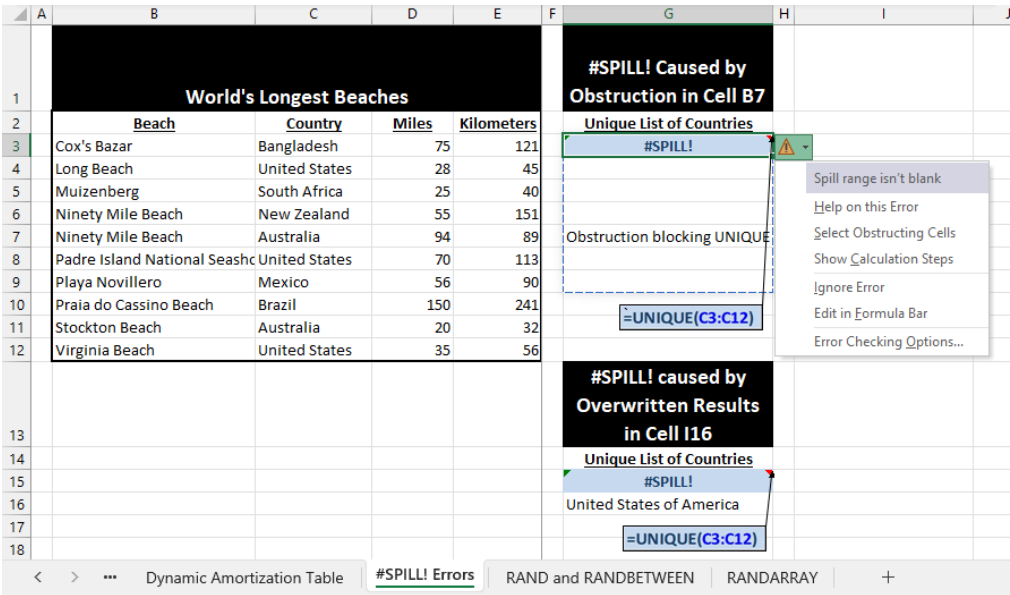 A B C D E F G H I J
1 World's Longest Beaches #SPILL! Caused by
Obstruction in Cell B7
2 Beach Country Miles Kilometers Unique List of Countries
3 Cox's Bazar Bangladesh 75 121 #SPILL!
4 Long Beach United States 28 45
5 Muizenberg South Africa 25 40
6 Ninety Mile Beach New Zealand 55 151
7 Ninety Mile Beach Australia 94 89 Obstruction blocking UNIQUE
8 Padre Island National Seasho United States 70 113
9 Playa Novillero Mexico 56 90
10 Praia do Cassino Beach Brazil 150 241
11 Stockton Beach Australia 20 32 =UNIQUE(C3:C12)
12 Virginia Beach United States 35 56
Spill range isn't blank
Help on this Error
Select Obstructing Cells
Show Calculation Steps
Ignore Error
Edit in Formula Bar
Error Checking Options...
#SPILL! caused by
Overwritten Results
13 in Cell I16
14 Unique List of Countries
15 #SPILL!
16 United States of America
17
18 =UNIQUE(C3:C12)
< > ••• Dynamic Amortization Table #SPILL! Errors RAND and RANDBETWEEN RANDARRAY +